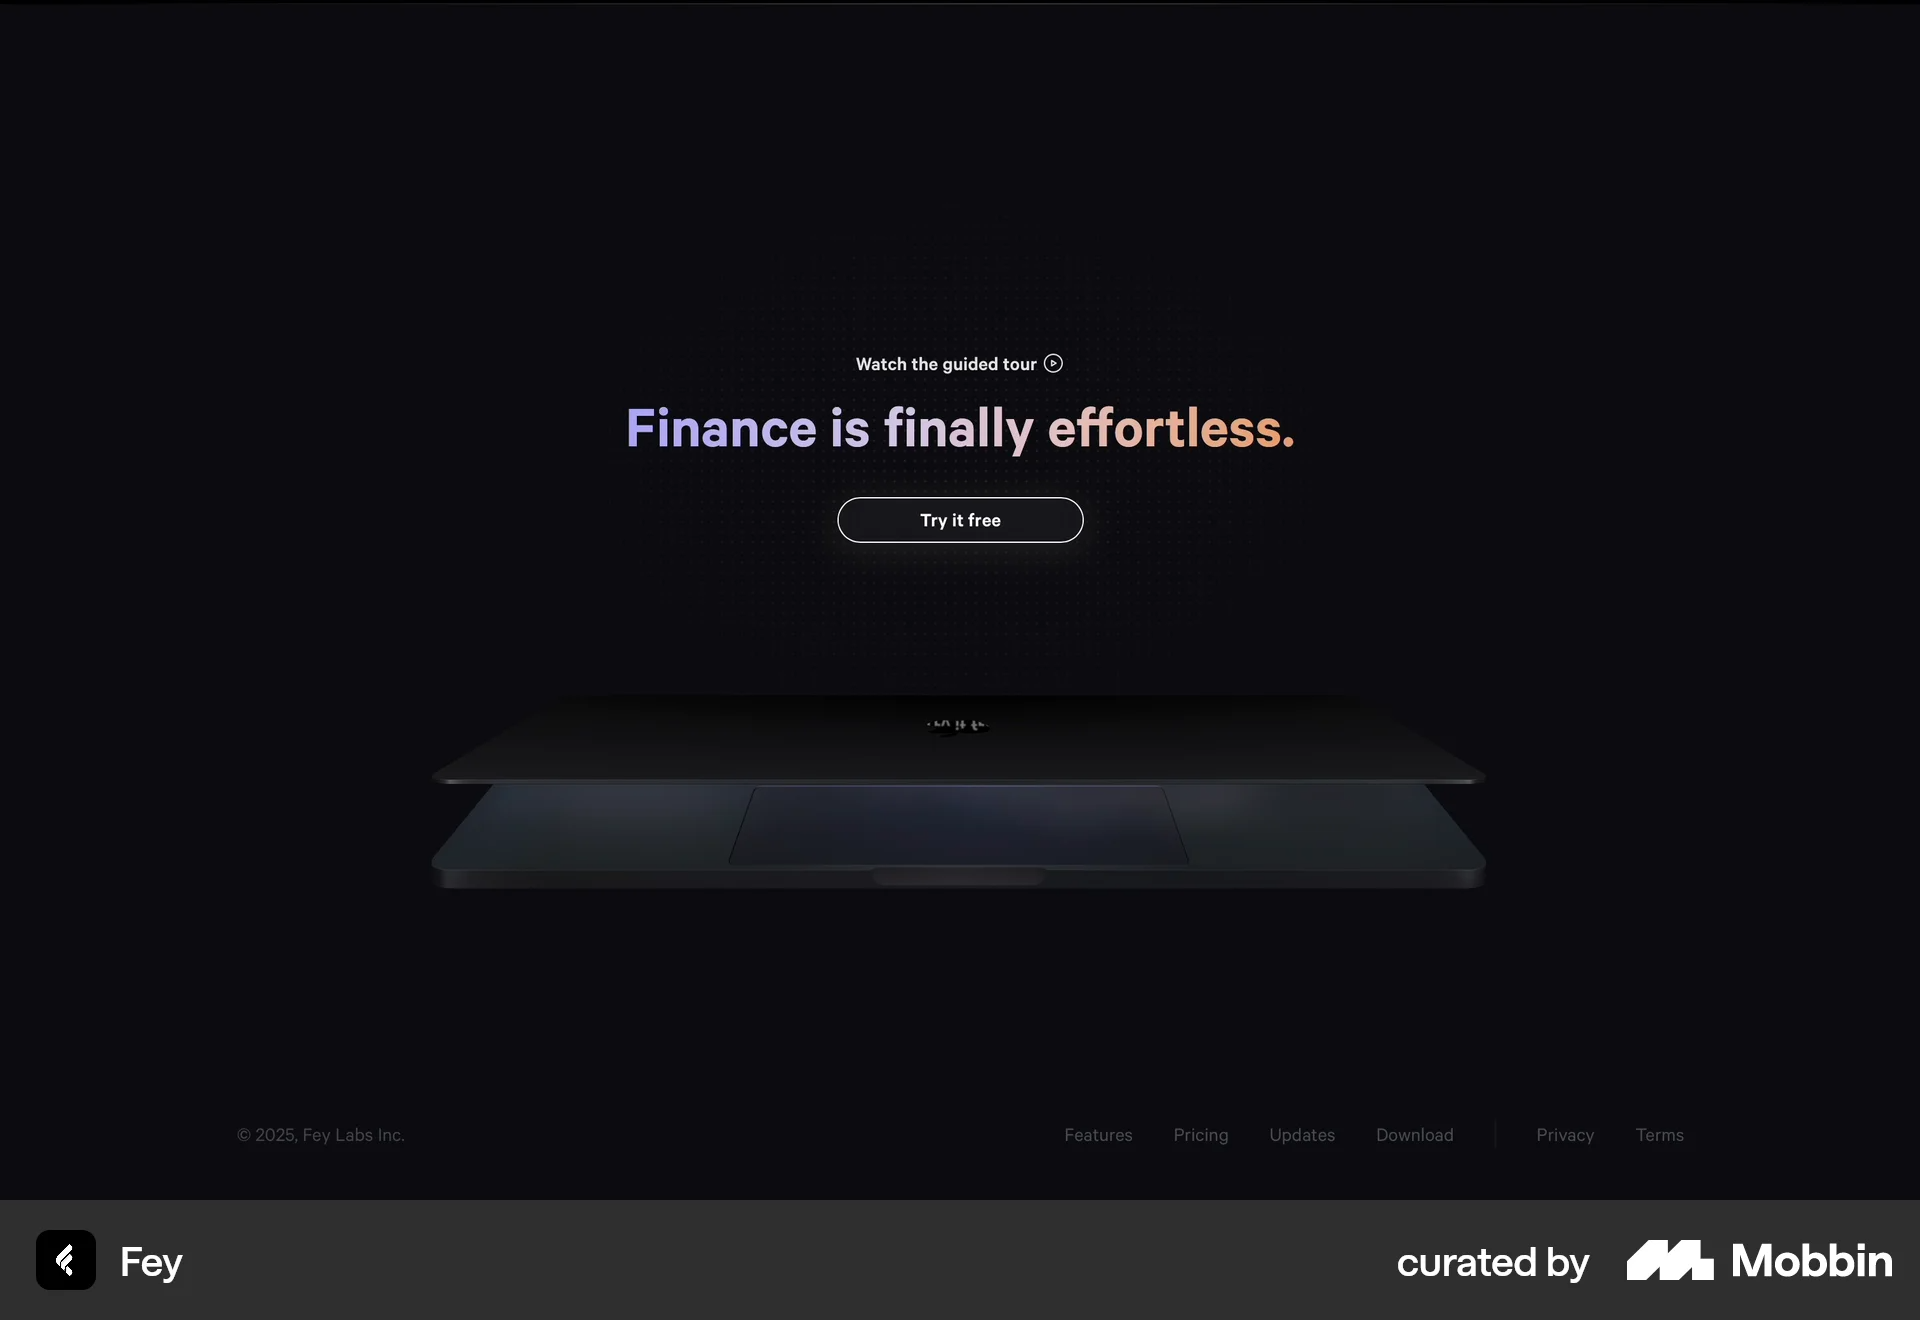 Watch the guided tour
Finance is finally effortless.
Try it free
© 2025, Fey Labs Inc.
Features Pricing Updates Download Privacy Terms
Fey
curated by Mobbin